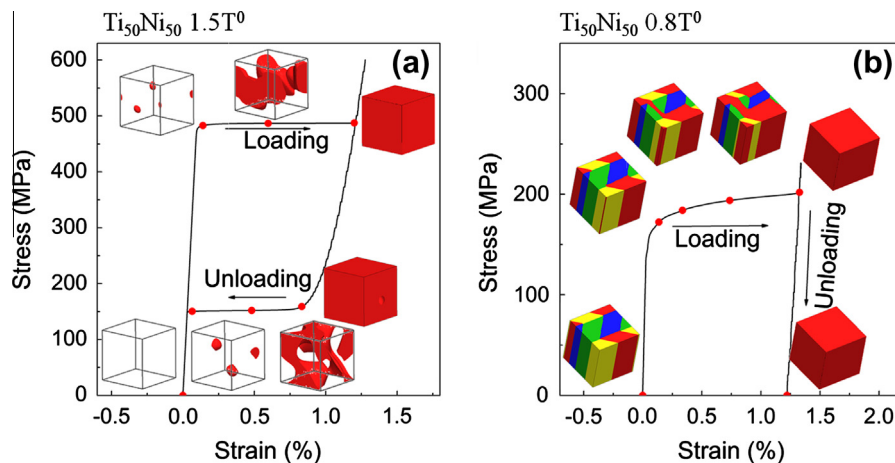 Ti50Ni50 1.5T0
(a)
Stress (MPa)
600
500
400
300
200
150
100
0
Loading
Unloading
-0.5 0.0 0.5 1.0 1.5
Strain (%)
Ti50Ni50 0.8T0
(b)
Stress (MPa)
300
200
100
0
Loading
Unloading
-0.5 0.0 0.5 1.0 1.5 2.0
Strain (%)